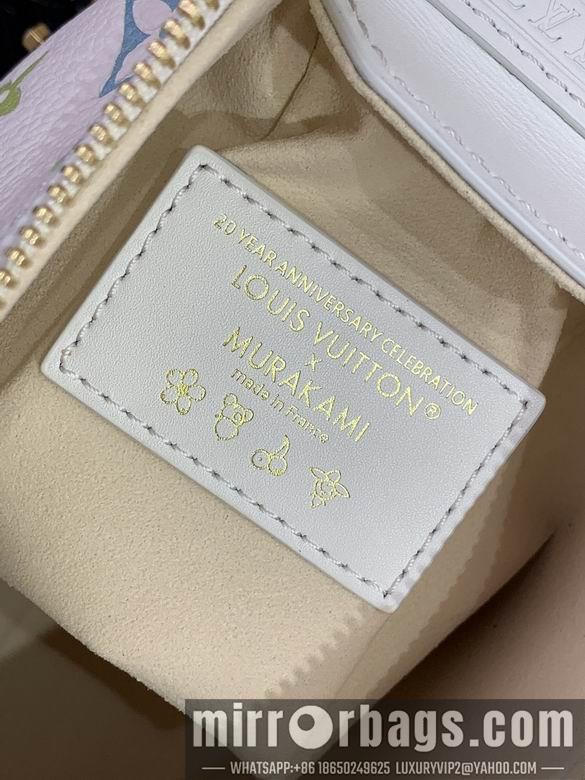 20 YEAR ANNIVERSARY CELEBRATION
LOUIS VUITTON®
x
MURAKAMI
made in France
mirrorbags.com
WHATSAPP:+86 18650249625 LUXURYVIP2@YAHOO.COM